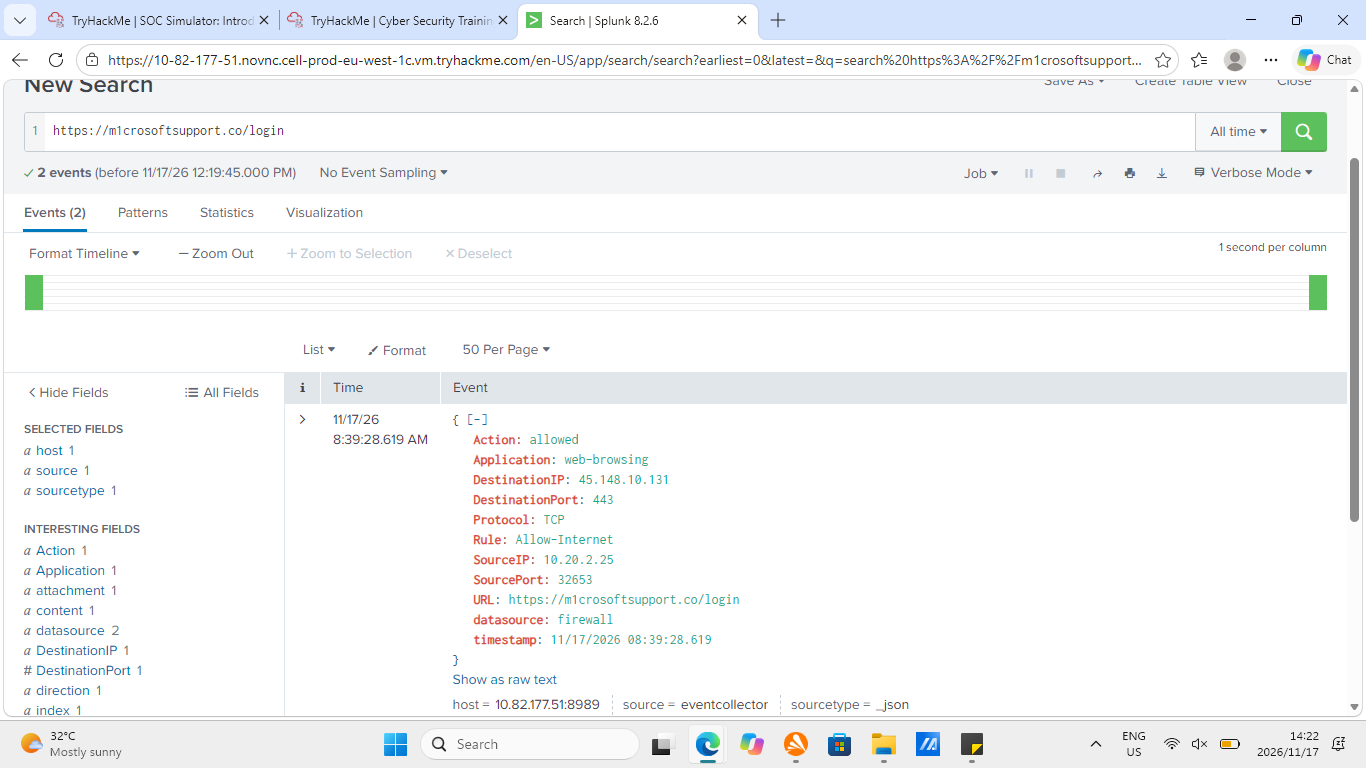 TryHackMe | SOC Simulator: Introd
TryHackMe | Cyber Security Trainin
Search | Splunk 8.2.6
https://10-82-177-51.novnc.cell-prod-eu-west-1c.vm.tryhackme.com/en-US/app/search/search?earliest=0&latest=&q=search%20https%3A%2F%2Fm1crosoftsupport...
Chat
New Search
Save As
Create Table View
Close
1 https://m1crosoftsupport.co/login
All time
2 events (before 11/17/26 12:19:45.000 PM)
No Event Sampling
Job
Verbose Mode
Events (2)
Patterns
Statistics
Visualization
Format Timeline
— Zoom Out
+ Zoom to Selection
× Deselect
1 second per column
List
Format
50 Per Page
< Hide Fields
All Fields
i
Time
Event
SELECTED FIELDS
a host 1
a source 1
a sourcetype 1
INTERESTING FIELDS
a Action 1
a Application 1
a attachment 1
a content 1
a datasource 2
a DestinationIP 1
# DestinationPort 1
a direction 1
a index 1
>
11/17/26
8:39:28.619 AM
{ [-]
Action: allowed
Application: web-browsing
DestinationIP: 45.148.10.131
DestinationPort: 443
Protocol: TCP
Rule: Allow-Internet
SourceIP: 10.20.2.25
SourcePort: 32653
URL: https://m1crosoftsupport.co/login
datasource: firewall
timestamp: 11/17/2026 08:39:28.619
}
Show as raw text
host = 10.82.177.51:8989
source = eventcollector
sourcetype = _json
32°C
Mostly sunny
Search
ENG
US
14:22
2026/11/17